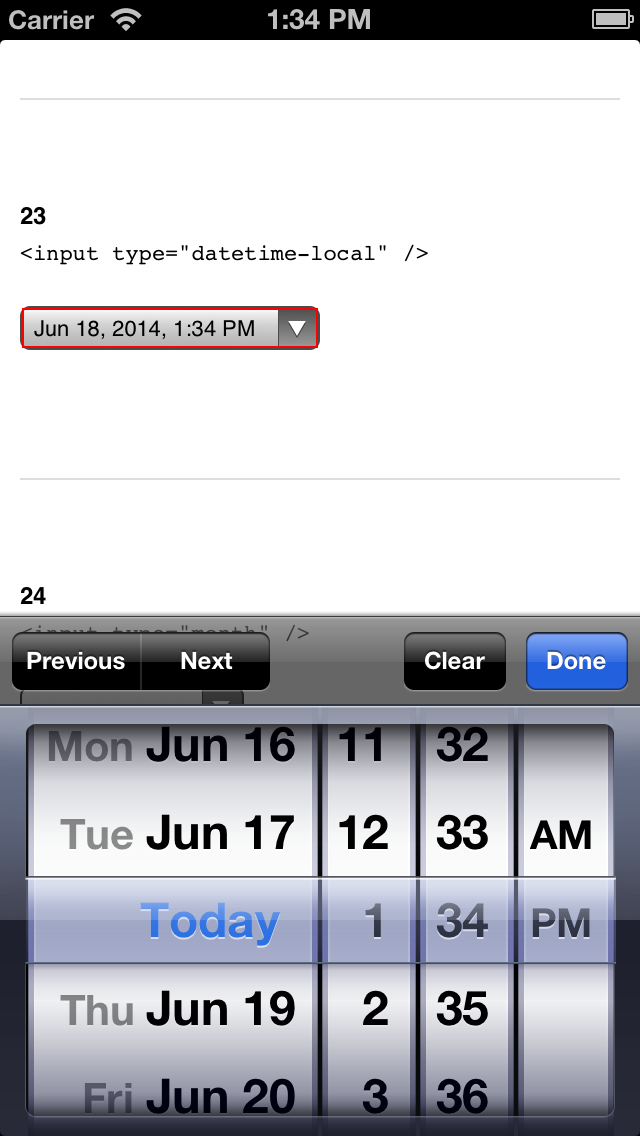 Carrier 1:34 PM
23
<input type="datetime-local" />
Jun 18, 2014, 1:34 PM
24
<input type="month" />
Previous Next Clear Done
Mon Jun 16 11 32
Tue Jun 17 12 33 AM
Today 1 34 PM
Thu Jun 19 2 35
Fri Jun 20 3 36